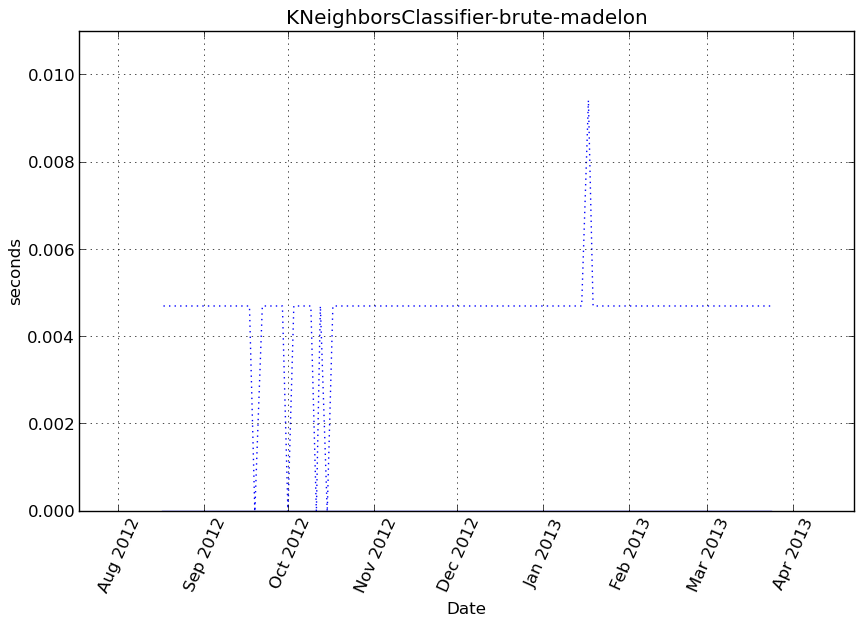 KNeighborsClassifier-brute-madelon
0.010
0.008
0.006
0.004
0.002
0.000
seconds
Aug 2012
Sep 2012
Oct 2012
Nov 2012
Dec 2012
Jan 2013
Feb 2013
Mar 2013
Apr 2013
Date